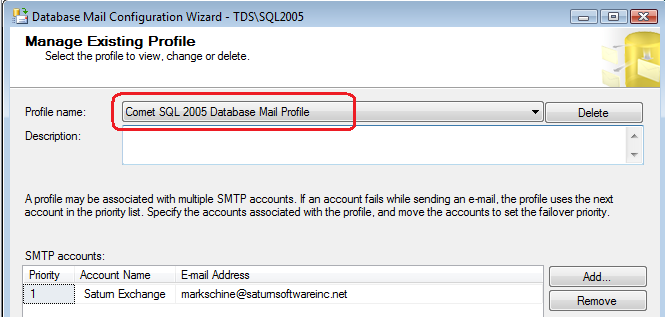 Database Mail Configuration Wizard - TDS\SQL2005
Manage Existing Profile
Select the profile to view, change or delete.
Profile name: Comet SQL 2005 Database Mail Profile Delete
Description:
A profile may be associated with multiple SMTP accounts. If an account fails while sending an e-mail, the profile uses the next
account in the priority list. Specify the accounts associated with the profile, and move the accounts to set the failover priority.
SMTP accounts:
Priority Account Name E-mail Address Add...
1 Saturn Exchange markschine@saturnsoftwareinc.net Remove